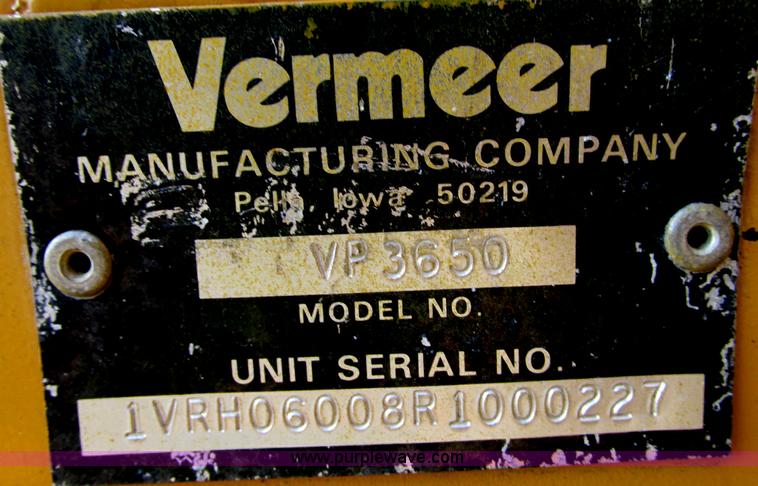 Vermeer
MANUFACTURING COMPANY
Pella, Iowa 50219
VP3650
MODEL NO.
UNIT SERIAL NO.
1VRH06008R1000227
www.purplewave.com